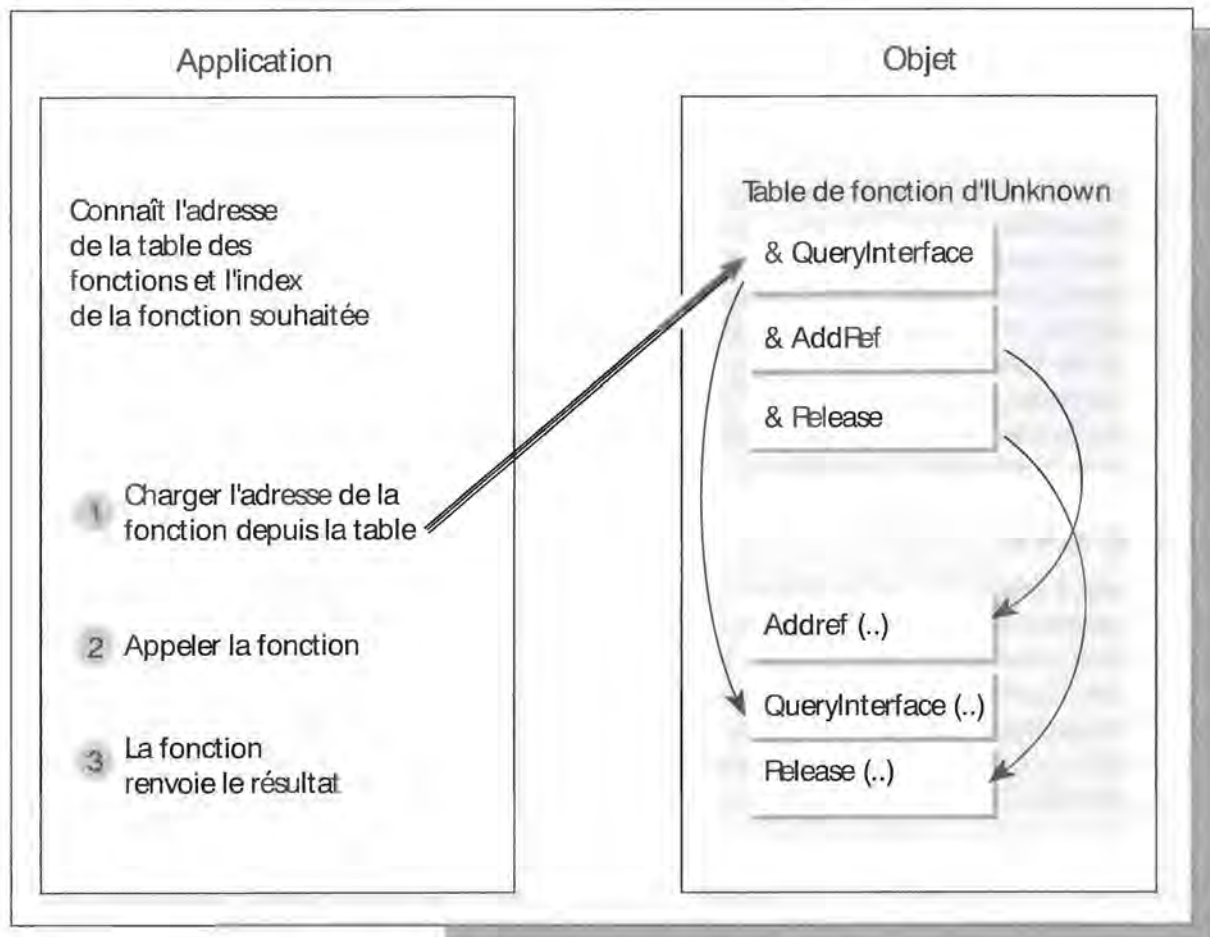 Application
Connaît l'adresse
de la table des
fonctions et l'index
de la fonction souhaitée
1 Charger l'adresse de la
fonction depuis la table
2 Appeler la fonction
3 La fonction
renvoie le résultat
Objet
Table de fonction d'IUnknown
& QueryInterface
& AddRef
& Release
Addref (..)
QueryInterface (..)
Release (..)